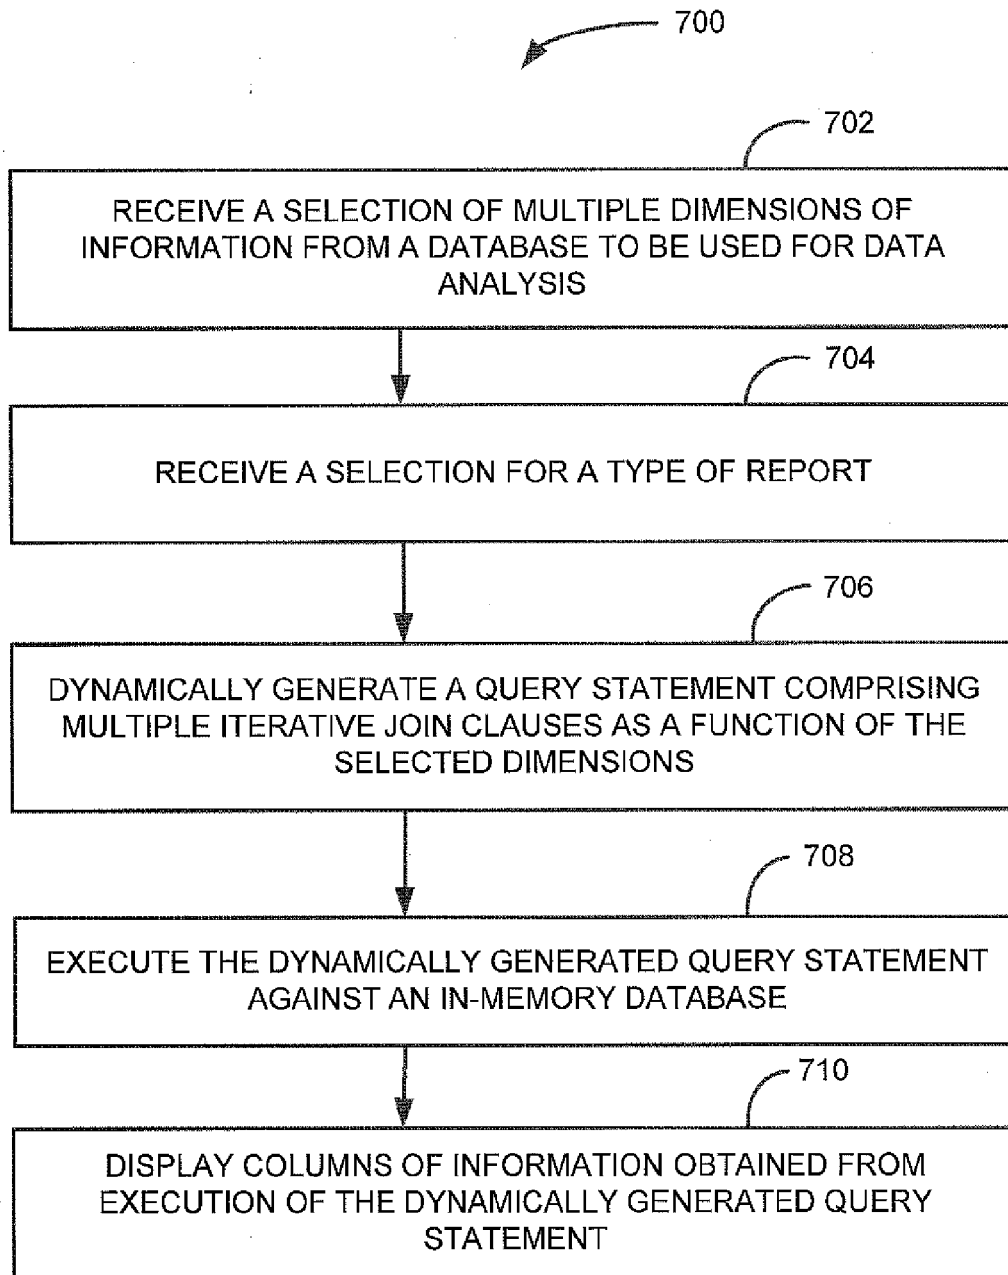 700
702
RECEIVE A SELECTION OF MULTIPLE DIMENSIONS OF
INFORMATION FROM A DATABASE TO BE USED FOR DATA
ANALYSIS
704
RECEIVE A SELECTION FOR A TYPE OF REPORT
706
DYNAMICALLY GENERATE A QUERY STATEMENT COMPRISING
MULTIPLE ITERATIVE JOIN CLAUSES AS A FUNCTION OF THE
SELECTED DIMENSIONS
708
EXECUTE THE DYNAMICALLY GENERATED QUERY STATEMENT
AGAINST AN IN-MEMORY DATABASE
710
DISPLAY COLUMNS OF INFORMATION OBTAINED FROM
EXECUTION OF THE DYNAMICALLY GENERATED QUERY
STATEMENT